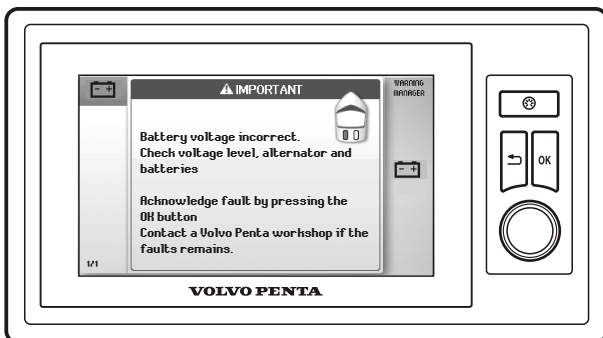 IMPORTANT
WARNING
MANAGER
Battery voltage incorrect.
Check voltage level, alternator and
batteries
Acknowledge fault by pressing the
OK button
Contact a Volvo Penta workshop if the
faults remains.
1/1
OK
VOLVO PENTA